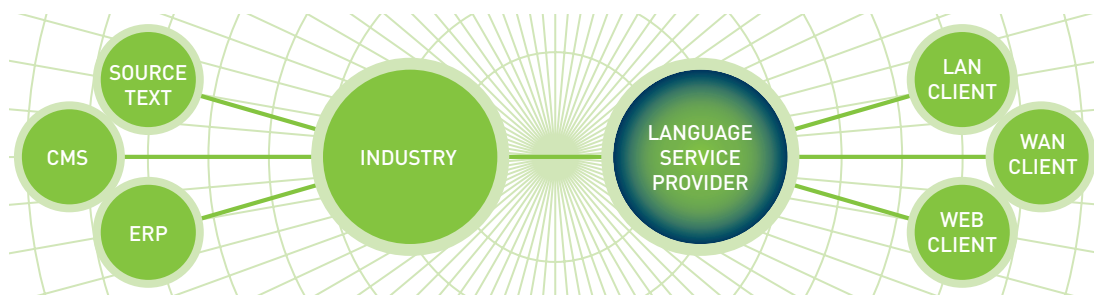 SOURCE
TEXT
CMS
ERP
INDUSTRY
LANGUAGE
SERVICE
PROVIDER
LAN
CLIENT
WAN
CLIENT
WEB
CLIENT